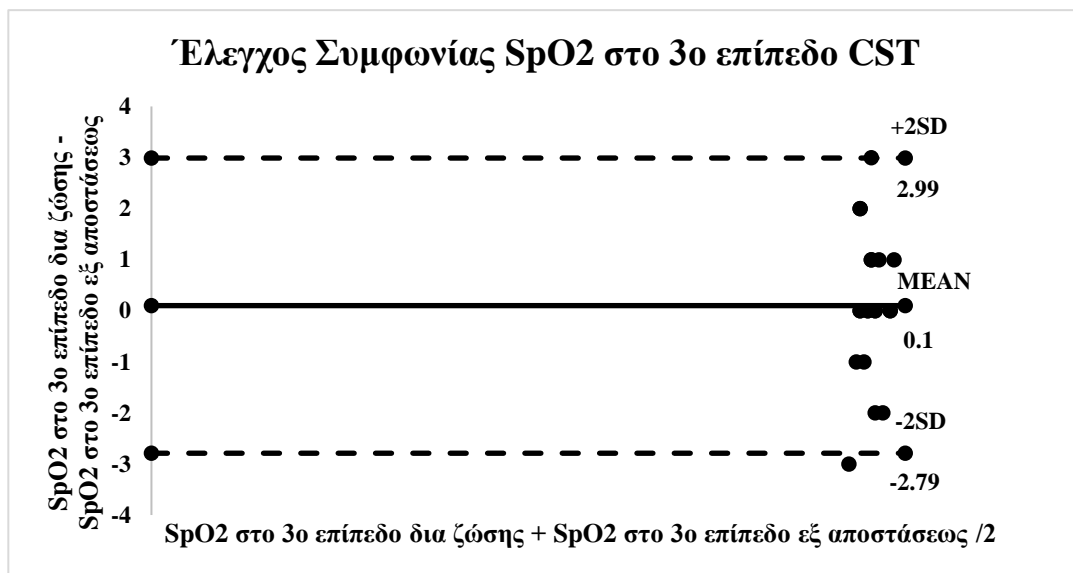 Έλεγχος Συμφωνίας SpO2 στο 3ο επίπεδο CST
SpO2 στο 3ο επίπεδο δια ζώσης -
SpO2 στο 3ο επίπεδο εξ αποστάσεως
4
3
2
1
0
-1
-2
-3
-4
+2SD
2.99
MEAN
0.1
-2SD
-2.79
SpO2 στο 3ο επίπεδο δια ζώσης + SpO2 στο 3ο επίπεδο εξ αποστάσεως /2